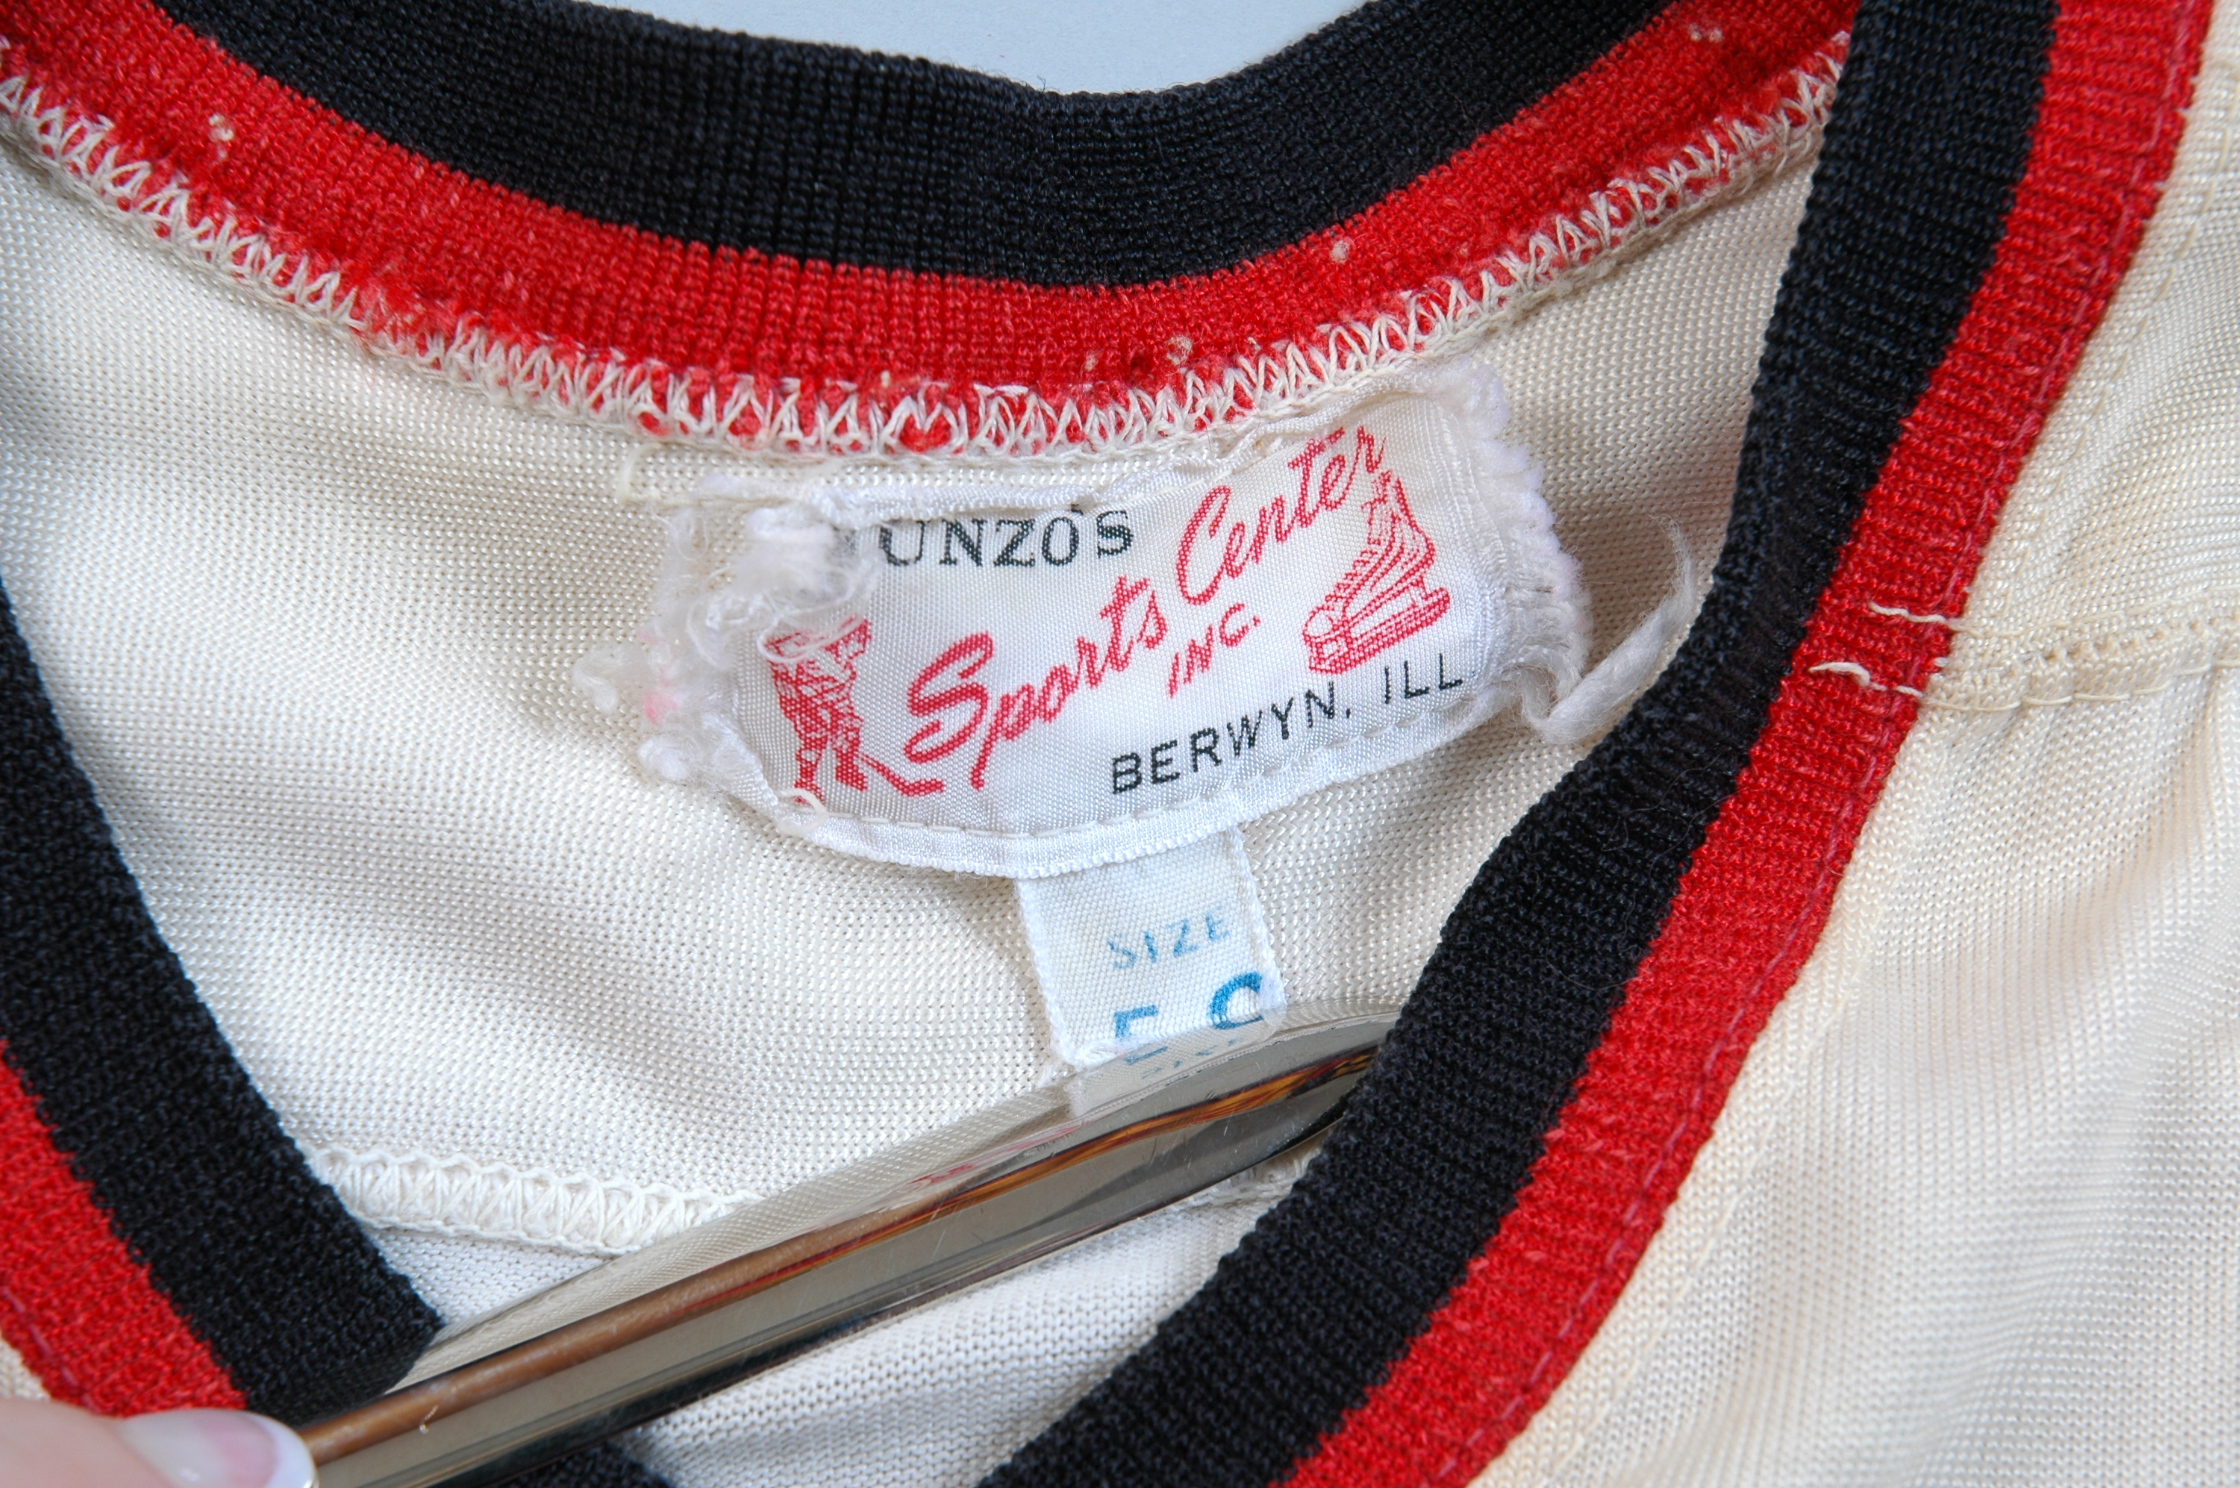 UNZO'S
Sports Center
INC.
BERWYN, ILL
SIZE